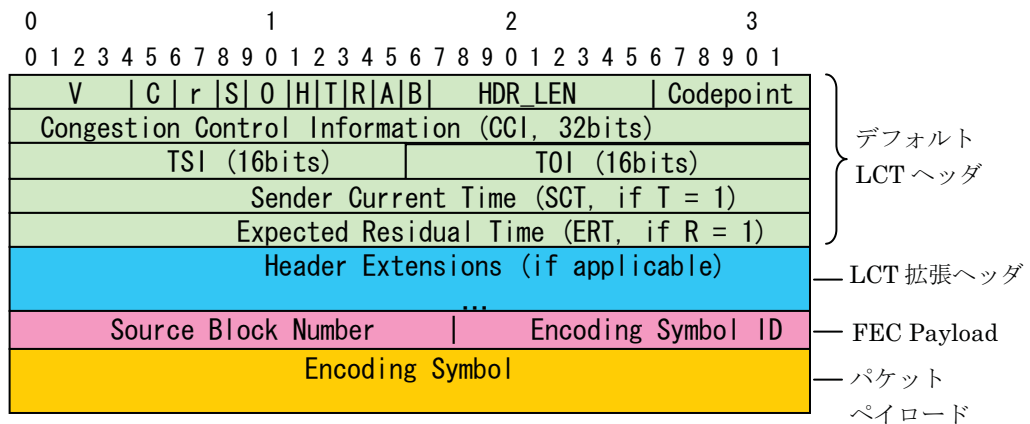 0 1 2 3
0 1 2 3 4 5 6 7 8 9 0 1 2 3 4 5 6 7 8 9 0 1 2 3 4 5 6 7 8 9 0 1
V | C | r |S| O |H|T|R|A|B| HDR_LEN | Codepoint
Congestion Control Information (CCI, 32bits)
TSI (16bits) TOI (16bits)
Sender Current Time (SCT, if T = 1)
Expected Residual Time (ERT, if R = 1)
デフォルト
LCT ヘッダ
Header Extensions (if applicable)
...
LCT 拡張ヘッダ
Source Block Number | Encoding Symbol ID
FEC Payload
Encoding Symbol
パケット
ペイロード